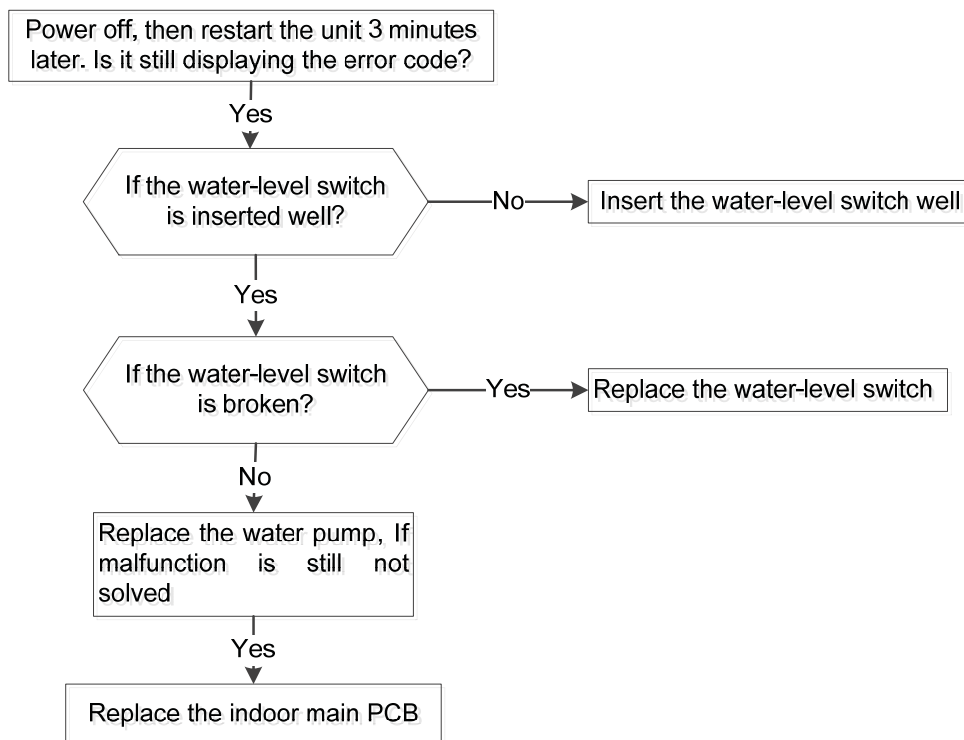 Power off, then restart the unit 3 minutes
later. Is it still displaying the error code?
Yes
If the water-level switch
is inserted well?
No
Insert the water-level switch well
Yes
If the water-level switch
is broken?
Yes
Replace the water-level switch
No
Replace the water pump, If
malfunction is still not
solved
Yes
Replace the indoor main PCB